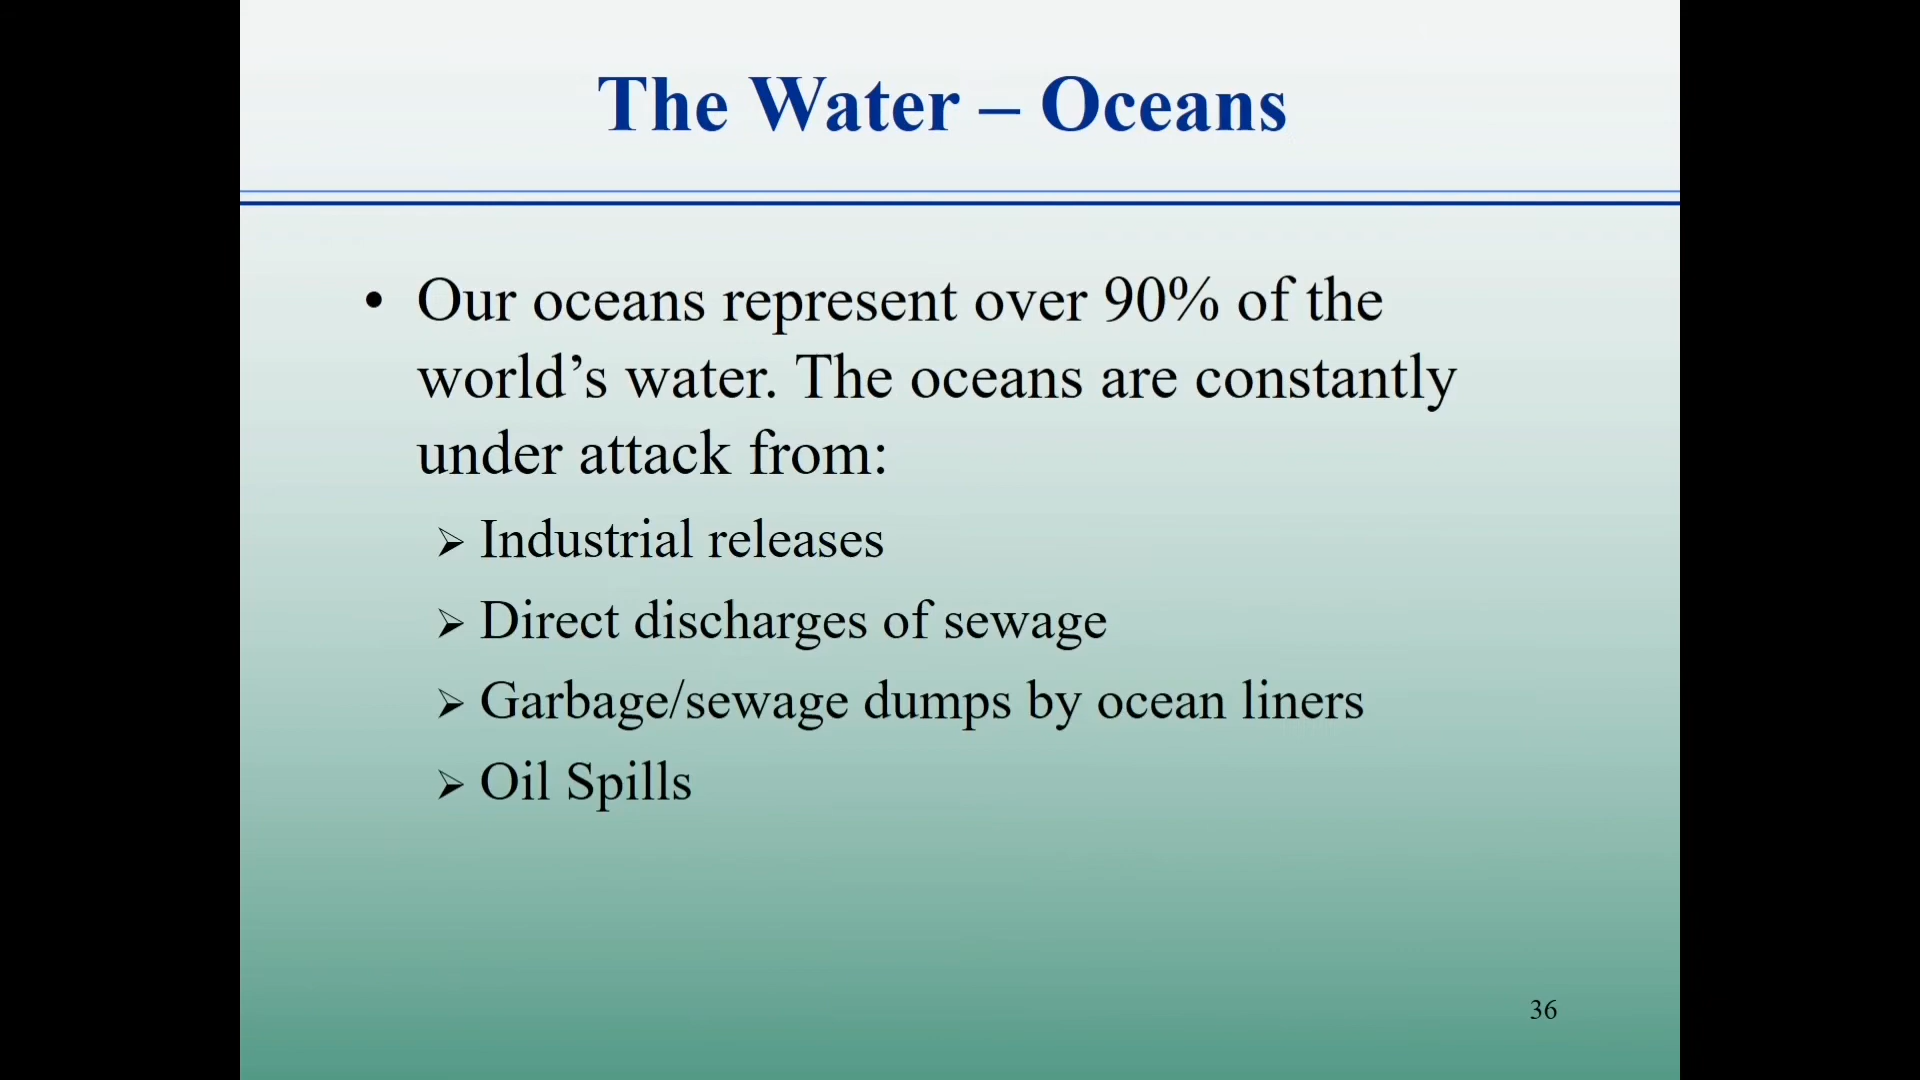 The Water – Oceans
• Our oceans represent over 90% of the
world’s water. The oceans are constantly
under attack from:
➢ Industrial releases
➢ Direct discharges of sewage
➢ Garbage/sewage dumps by ocean liners
➢ Oil Spills
36